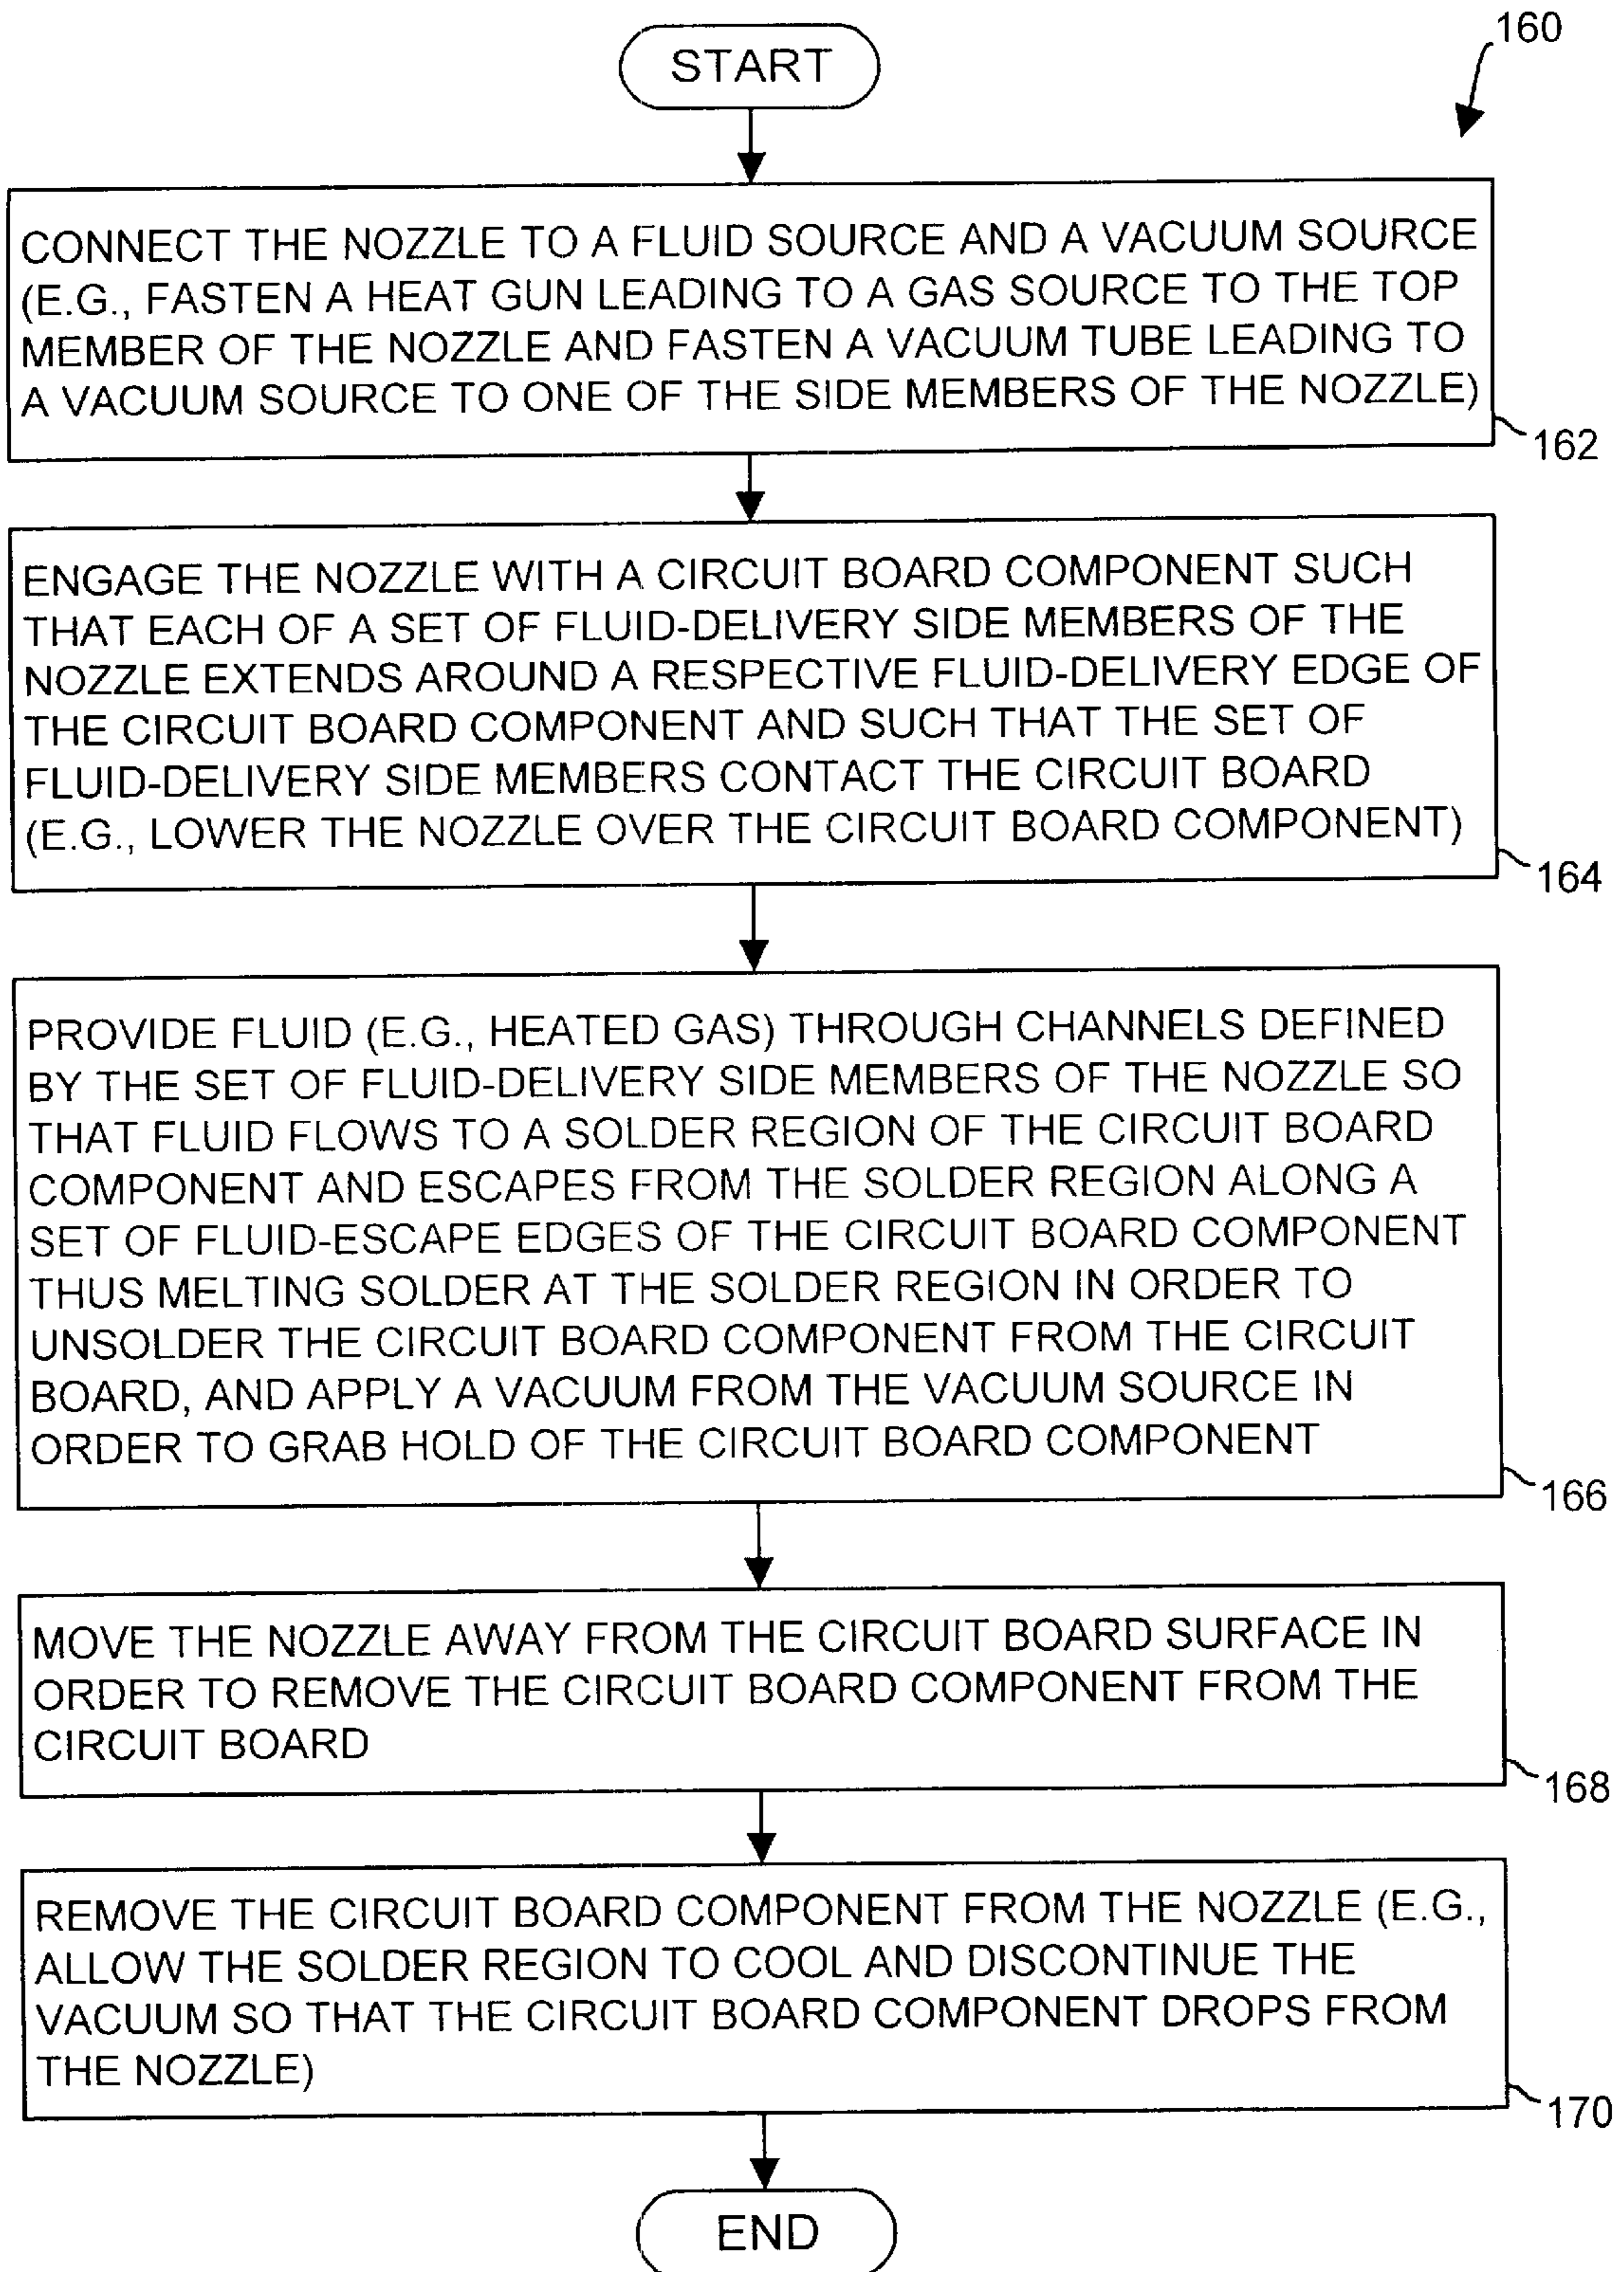 160
START
CONNECT THE NOZZLE TO A FLUID SOURCE AND A VACUUM SOURCE
(E.G., FASTEN A HEAT GUN LEADING TO A GAS SOURCE TO THE TOP
MEMBER OF THE NOZZLE AND FASTEN A VACUUM TUBE LEADING TO
A VACUUM SOURCE TO ONE OF THE SIDE MEMBERS OF THE NOZZLE)
162
ENGAGE THE NOZZLE WITH A CIRCUIT BOARD COMPONENT SUCH
THAT EACH OF A SET OF FLUID-DELIVERY SIDE MEMBERS OF THE
NOZZLE EXTENDS AROUND A RESPECTIVE FLUID-DELIVERY EDGE OF
THE CIRCUIT BOARD COMPONENT AND SUCH THAT THE SET OF
FLUID-DELIVERY SIDE MEMBERS CONTACT THE CIRCUIT BOARD
(E.G., LOWER THE NOZZLE OVER THE CIRCUIT BOARD COMPONENT)
164
PROVIDE FLUID (E.G., HEATED GAS) THROUGH CHANNELS DEFINED
BY THE SET OF FLUID-DELIVERY SIDE MEMBERS OF THE NOZZLE SO
THAT FLUID FLOWS TO A SOLDER REGION OF THE CIRCUIT BOARD
COMPONENT AND ESCAPES FROM THE SOLDER REGION ALONG A
SET OF FLUID-ESCAPE EDGES OF THE CIRCUIT BOARD COMPONENT
THUS MELTING SOLDER AT THE SOLDER REGION IN ORDER TO
UNSOLDER THE CIRCUIT BOARD COMPONENT FROM THE CIRCUIT
BOARD, AND APPLY A VACUUM FROM THE VACUUM SOURCE IN
ORDER TO GRAB HOLD OF THE CIRCUIT BOARD COMPONENT
166
MOVE THE NOZZLE AWAY FROM THE CIRCUIT BOARD SURFACE IN
ORDER TO REMOVE THE CIRCUIT BOARD COMPONENT FROM THE
CIRCUIT BOARD
168
REMOVE THE CIRCUIT BOARD COMPONENT FROM THE NOZZLE (E.G.,
ALLOW THE SOLDER REGION TO COOL AND DISCONTINUE THE
VACUUM SO THAT THE CIRCUIT BOARD COMPONENT DROPS FROM
THE NOZZLE)
170
END